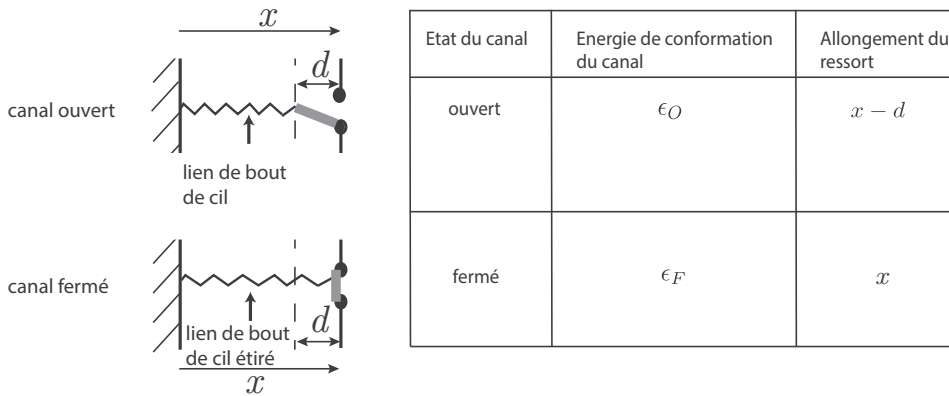 x
d
canal ouvert
lien de bout
de cil
canal fermé
lien de bout
de cil étiré
d
x
Etat du canal
Energie de conformation
du canal
Allongement du
ressort
ouvert
ϵ_O
x − d
fermé
ϵ_F
x